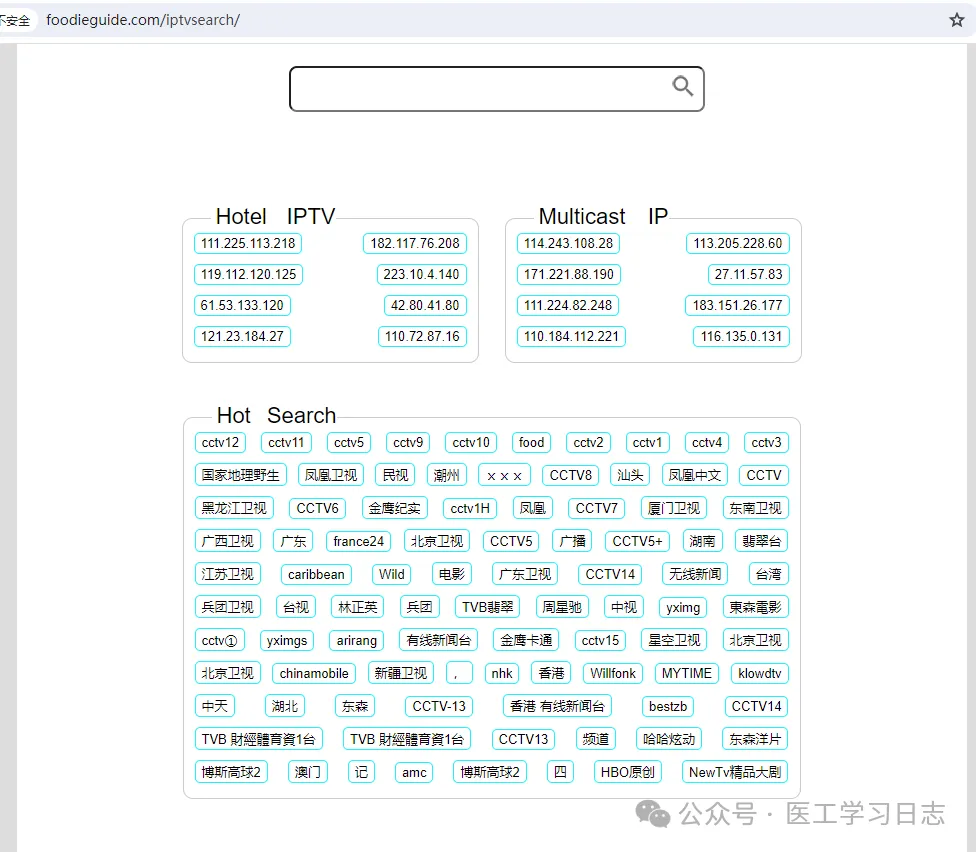 不安全 foodieguide.com/iptvsearch/
Hotel IPTV
111.225.113.218 182.117.76.208
119.112.120.125 223.10.4.140
61.53.133.120 42.80.41.80
121.23.184.27 110.72.87.16
Multicast IP
114.243.108.28 113.205.228.60
171.221.88.190 27.11.57.83
111.224.82.248 183.151.26.177
110.184.112.221 116.135.0.131
Hot Search
cctv12 cctv11 cctv5 cctv9 cctv10 food cctv2 cctv1 cctv4 cctv3
国家地理野生 凤凰卫视 民视 潮州 ｘｘｘ CCTV8 汕头 凤凰中文 CCTV
黑龙江卫视 CCTV6 金鹰纪实 cctv1H 凤凰 CCTV7 厦门卫视 东南卫视
广西卫视 广东 france24 北京卫视 CCTV5 广播 CCTV5+ 湖南 翡翠台
江苏卫视 caribbean Wild 电影 广东卫视 CCTV14 无线新闻 台湾
兵团卫视 台视 林正英 兵团 TVB翡翠 周星驰 中视 yximg 東森電影
cctv① yximgs arirang 有线新闻台 金鹰卡通 cctv15 星空卫视 北京卫视
北京卫视 chinamobile 新疆卫视 ， nhk 香港 Willfonk MYTIME klowdtv
中天 湖北 东森 CCTV-13 香港 有线新闻台 bestzb CCTV14
TVB 財經體育資1台 TVB 財經體育資1台 CCTV13 频道 哈哈炫动 东森洋片
博斯高球2 澳门 记 amc 博斯高球2 四 HBO原创 NewTv精品大剧
公众号 · 医工学习日志